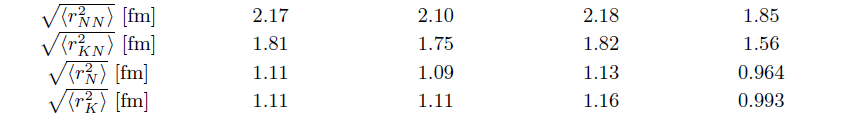 √⟨r²_NN⟩ [fm] 2.17 2.10 2.18 1.85
√⟨r²_KN⟩ [fm] 1.81 1.75 1.82 1.56
√⟨r²_N⟩ [fm] 1.11 1.09 1.13 0.964
√⟨r²_K⟩ [fm] 1.11 1.11 1.16 0.993